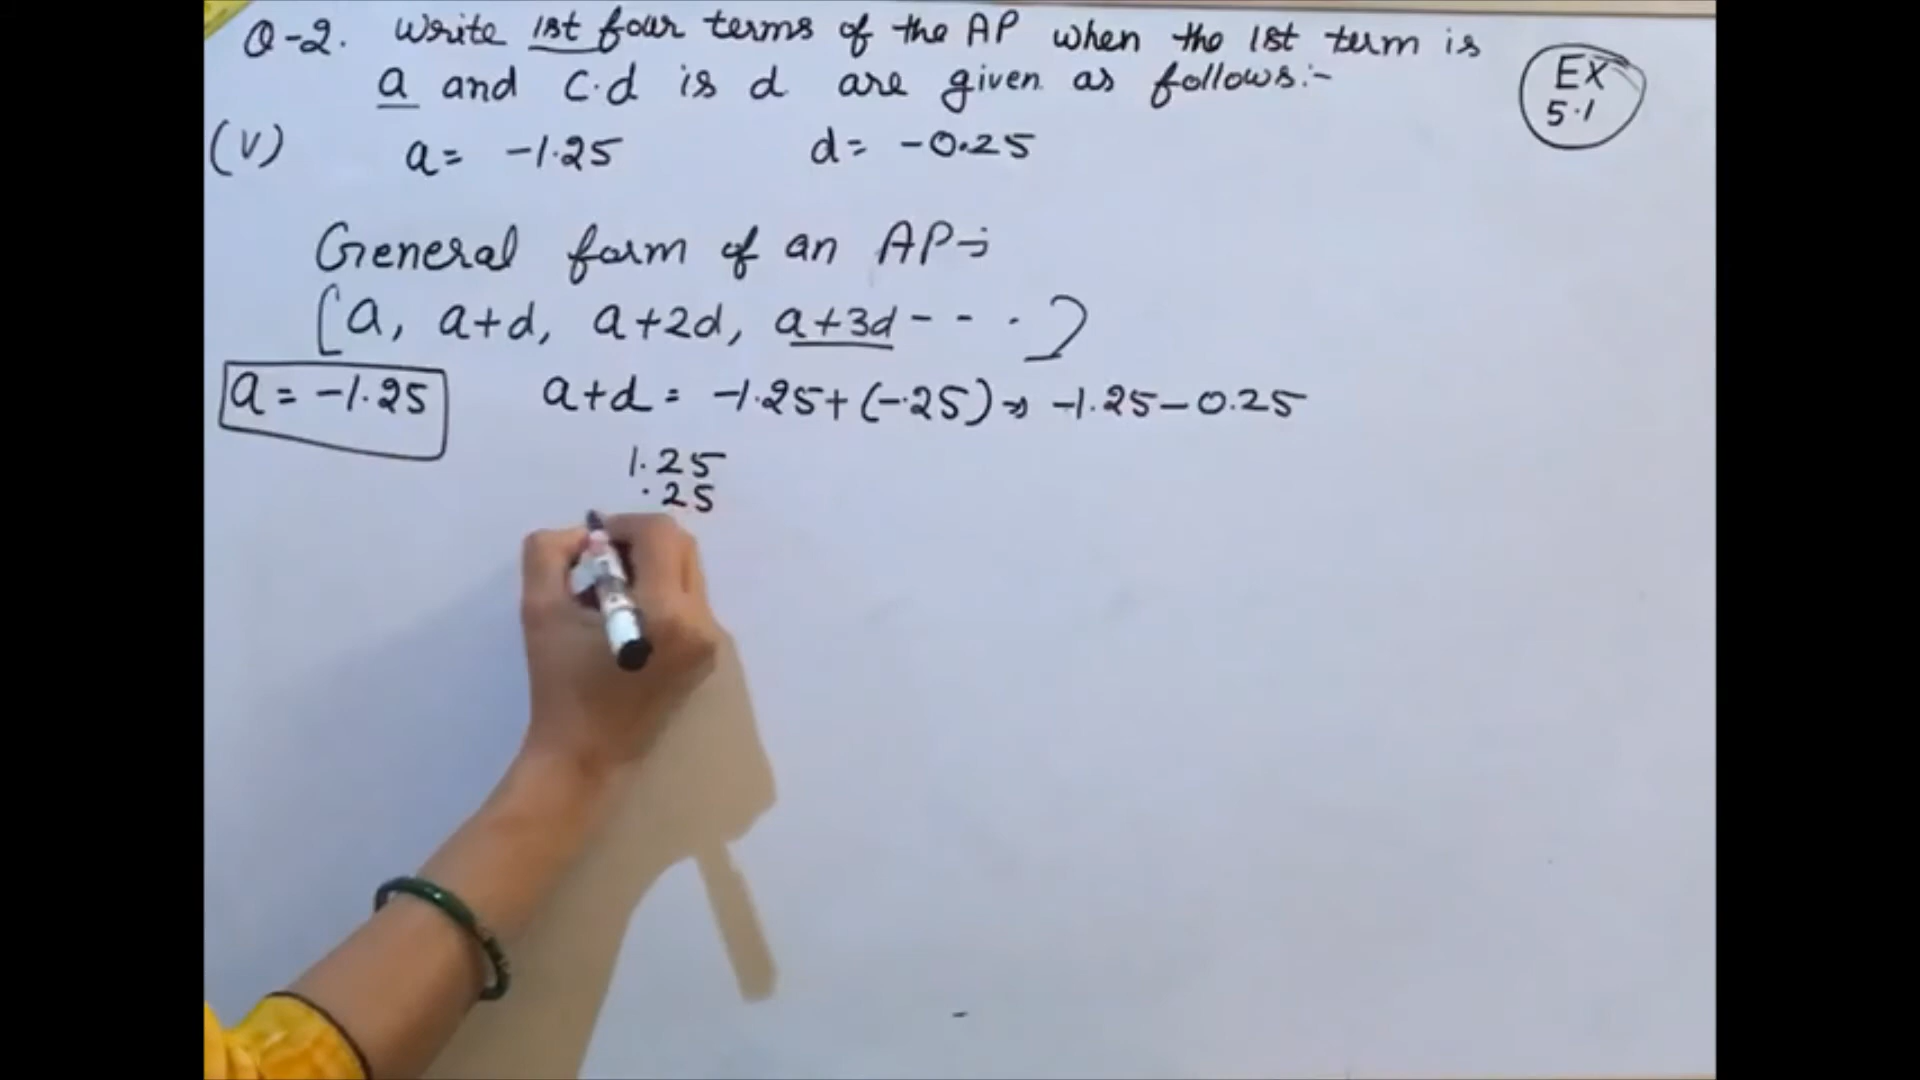 Q-2. Write 1st four terms of the AP when the 1st term is
a and c.d is d are given as follows:-
EX
5.1
(V) a = -1.25 d = -0.25
General form of an AP:-
[a, a+d, a+2d, a+3d - - - ·]
a = -1.25 a+d = -1.25+(-.25) ⇒ -1.25-0.25
1.25
.25